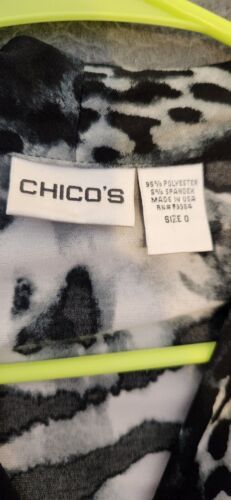 CHICO'S
95% POLYESTER
5% SPANDEX
MADE IN USA
SIZE 0